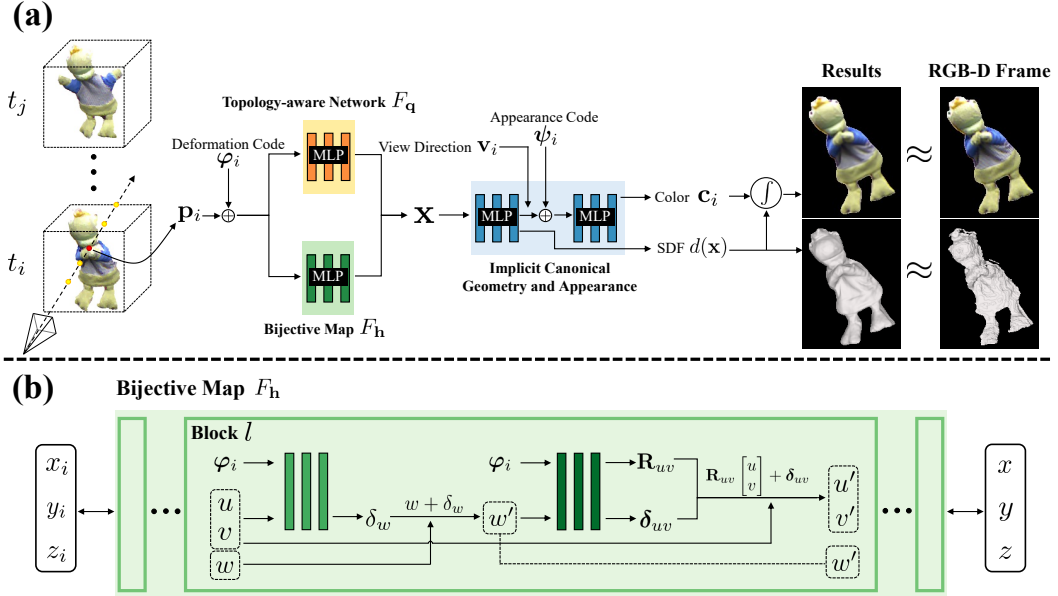 (a)
t_j
t_i
Deformation Code
φ_i
p_i
⊕
Topology-aware Network F_q
MLP
MLP
Bijective Map F_h
x
View Direction v_i
Appearance Code
ψ_i
MLP
⊕
MLP
Implicit Canonical
Geometry and Appearance
Color c_i
SDF d(x)
∫
Results
RGB-D Frame
≈
≈
(b)
Bijective Map F_h
x_i
y_i
z_i
Block l
φ_i
u
v
w
δ_w
w + δ_w
w′
φ_i
R_uv
δ_uv
R_uv [u v] + δ_uv
u′
v′
w′
x
y
z